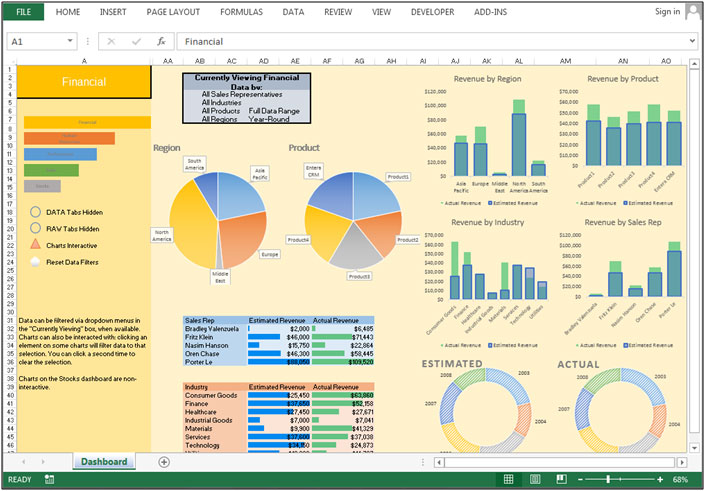 FILE HOME INSERT PAGE LAYOUT FORMULAS DATA REVIEW VIEW DEVELOPER ADD-INS Sign in
A1 fx Financial
A AA AB AC AD AE AF AG AH AI AJ AK AL AM AN AO
Financial
Financial
DATA Tabs Hidden
RAV Tabs Hidden
Charts Interactive
Reset Data Filters
Data can be filtered via dropdown menus in
the "Currently Viewing" box, when available.
Charts can also be interacted with; clicking an
element on some charts will filter data to that
selection. You can click a second time to
clear the selection.
Charts on the Stocks dashboard are non-
interactive.
Currently Viewing Financial
Data by:
All Sales Representatives
All Industries
All Products Full Data Range
All Regions Year-Round
Region
South America
Asia Pacific
North America
Europe
Middle East
Product
Entere CRM
Product1
Product2
Product3
Product4
Sales Rep Estimated Revenue Actual Revenue
Bradley Valenzuela $2,000 $6,485
Fritz Klein $46,000 $71,443
Nasim Hanson $15,750 $22,864
Oren Chase $46,300 $58,445
Porter Le $88,050 $109,520
Industry Estimated Revenue Actual Revenue
Consumer Goods $25,450 $63,860
Finance $37,650 $52,158
Healthcare $27,450 $27,671
Industrial Goods $7,000 $7,041
Materials $9,900 $41,329
Services $37,600 $37,038
Technology $34,150 $24,873
Revenue by Region
$120,000
$100,000
$80,000
$60,000
$40,000
$20,000
$0
Asia Pacific Europe Middle East North America South America
Actual Revenue Estimated Revenue
Revenue by Product
$70,000
$60,000
$50,000
$40,000
$30,000
$20,000
$10,000
$0
Product1 Product2 Product3 Product4 Entere CRM
Actual Revenue Estimated Revenue
Revenue by Industry
$70,000
$60,000
$50,000
$40,000
$30,000
$20,000
$10,000
$0
Consumer Goods Finance Healthcare Industrial Goods Materials Services Technology Utilities
Actual Revenue Estimated Revenue
Revenue by Sales Rep
$120,000
$100,000
$80,000
$60,000
$40,000
$20,000
$0
Bradley Valenzuela Fritz Klein Nasim Hanson Oren Chase Porter Le
Actual Revenue Estimated Revenue
ESTIMATED
2008 2003
2007 2004
ACTUAL
2008 2003
2007 2004
Dashboard
READY 68%